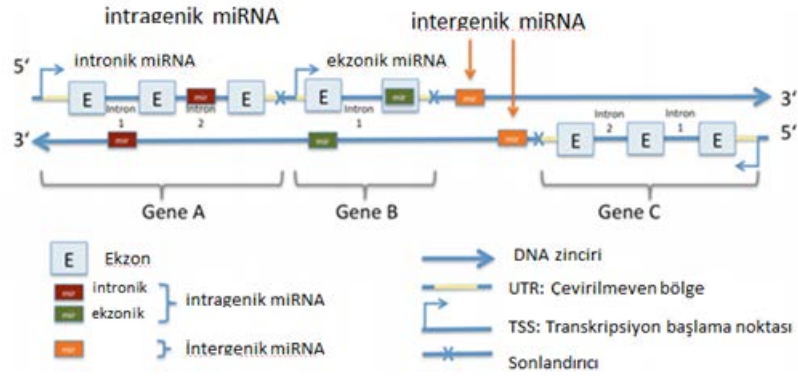 intragenik miRNA
intergenik miRNA
intronik miRNA
ekzonik miRNA
5'
E
E
mir
E
E
mir
mir
3'
Intron 1
Intron 2
Intron 1
Intron 2
Intron 1
3'
mir
mir
mir
E
E
E
5'
Gene A
Gene B
Gene C
E Ekzon
mir intronik
mir ekzonik
intragenik miRNA
mir İntergenik miRNA
DNA zinciri
UTR: Çevirilmeven bölge
TSS: Transkripsiyon başlama noktası
Sonlandırıcı